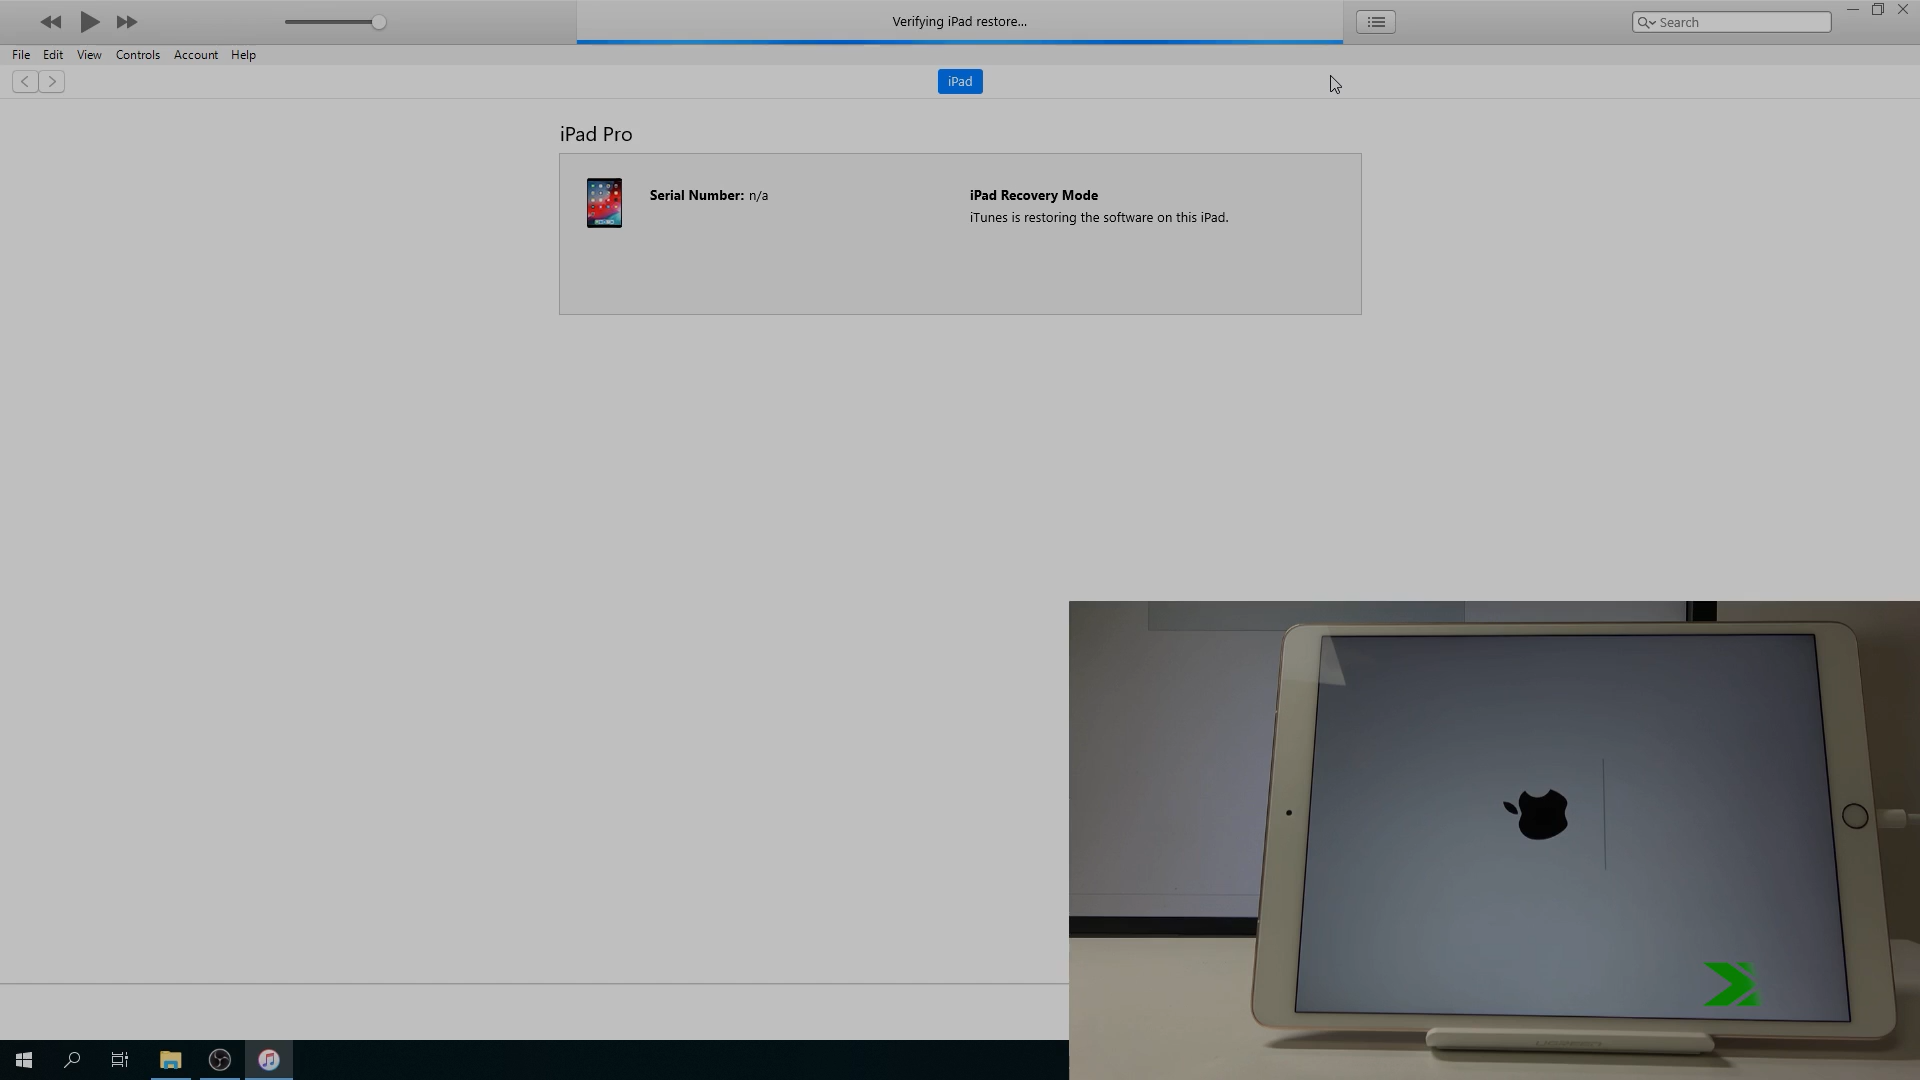 Verifying iPad restore...
Search
File Edit View Controls Account Help
iPad
iPad Pro
Serial Number: n/a
iPad Recovery Mode
iTunes is restoring the software on this iPad.
UGREEN